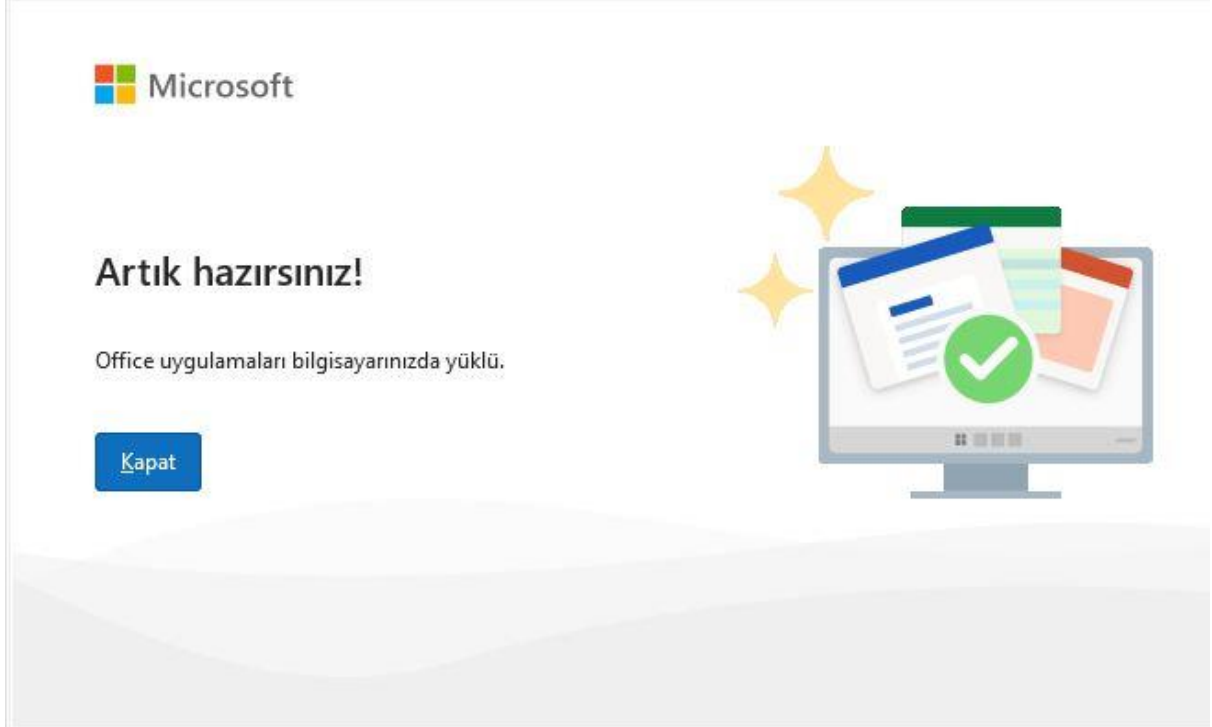 Microsoft
Artık hazırsınız!
Office uygulamaları bilgisayarınızda yüklü.
Kapat